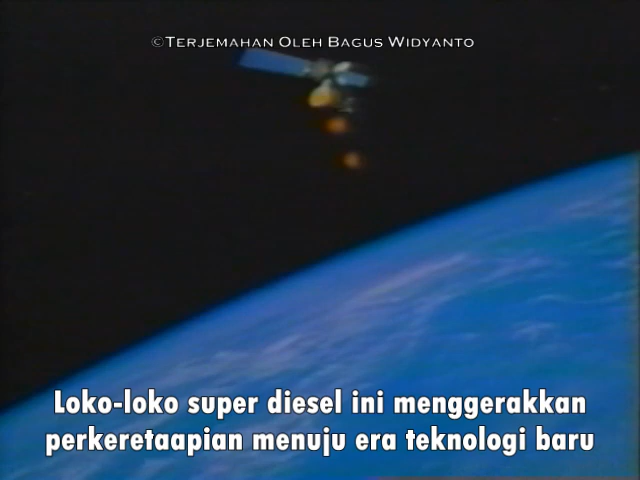 ©Terjemahan Oleh Bagus Widyanto
Loko-loko super diesel ini menggerakkan
perkeretaapian menuju era teknologi baru